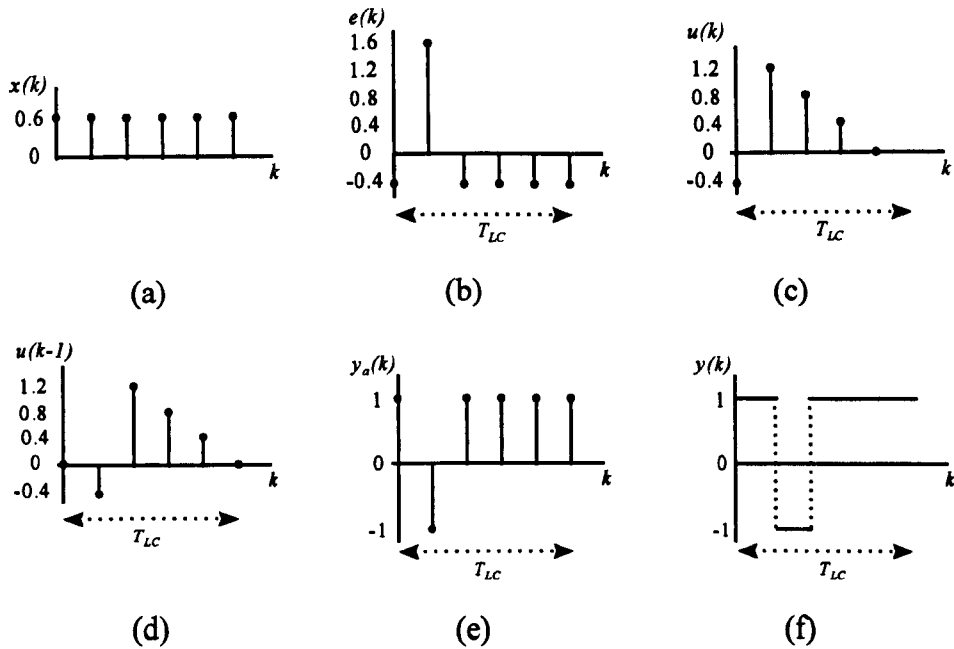 x(k)
0.6
0
k
(a)
e(k)
1.6
1.2
0.8
0.4
0
-0.4
k
T_LC
(b)
u(k)
1.2
0.8
0.4
0
-0.4
k
T_LC
(c)
u(k-1)
1.2
0.8
0.4
0
-0.4
k
T_LC
(d)
y_a(k)
1
0
-1
k
T_LC
(e)
y(k)
1
0
-1
k
T_LC
(f)